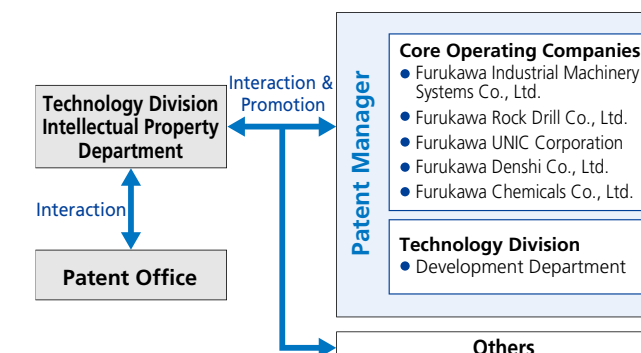 Technology Division
Intellectual Property
Department
Interaction &
Promotion
Interaction
Patent Office
Patent Manager
Core Operating Companies
● Furukawa Industrial Machinery
Systems Co., Ltd.
● Furukawa Rock Drill Co., Ltd.
● Furukawa UNIC Corporation
● Furukawa Denshi Co., Ltd.
● Furukawa Chemicals Co., Ltd.
Technology Division
● Development Department
Others